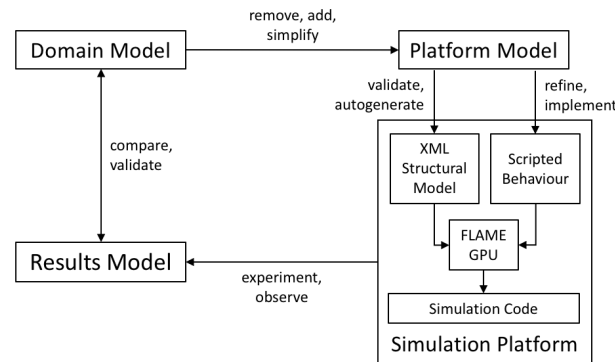 remove, add,
simplify
Domain Model
Platform Model
validate,
autogenerate
refine,
implement
compare,
validate
XML
Structural
Model
Scripted
Behaviour
FLAME
GPU
Results Model
experiment,
observe
Simulation Code
Simulation Platform